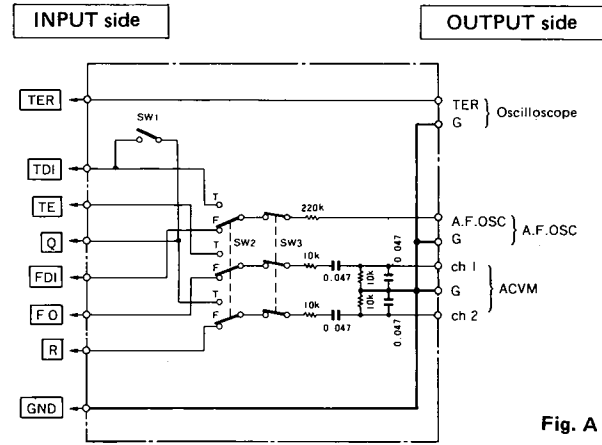 INPUT side
OUTPUT side
TER
TER
G
Oscilloscope
SW1
TDI
T
TE
220k
F
A.F.OSC
G
A.F.OSC
Q
SW2
SW3
T
10k
0.047
FDI
F
0.047
10k
10k
0.047
ch 1
G
ACVM
ch 2
T
10k
0.047
FO
F
R
GND
Fig. A